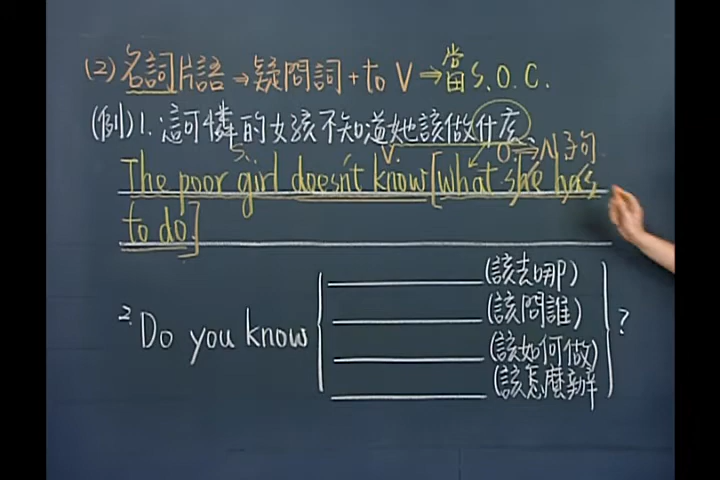 (2) 名詞片語⇒疑問詞+to V⇒當S.O.C.
(例) 1. 這可憐的女孩不知道她該做什麼
S. V. O.⇒N子句
The poor girl doesn't know [what she has
to do]
2. Do you know
(該去哪)
(該問誰)
(該如何做)
(該怎麼辦
?